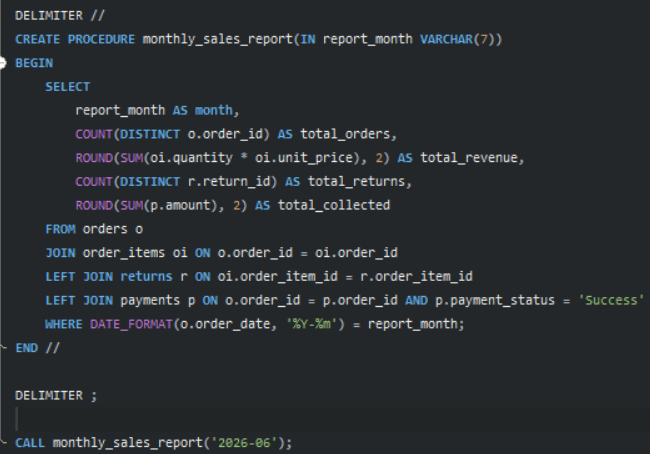 DELIMITER //
CREATE PROCEDURE monthly_sales_report(IN report_month VARCHAR(7))
BEGIN
SELECT
report_month AS month,
COUNT(DISTINCT o.order_id) AS total_orders,
ROUND(SUM(oi.quantity * oi.unit_price), 2) AS total_revenue,
COUNT(DISTINCT r.return_id) AS total_returns,
ROUND(SUM(p.amount), 2) AS total_collected
FROM orders o
JOIN order_items oi ON o.order_id = oi.order_id
LEFT JOIN returns r ON oi.order_item_id = r.order_item_id
LEFT JOIN payments p ON o.order_id = p.order_id AND p.payment_status = 'Success'
WHERE DATE_FORMAT(o.order_date, '%Y-%m') = report_month;
END //
DELIMITER ;
CALL monthly_sales_report('2026-06');